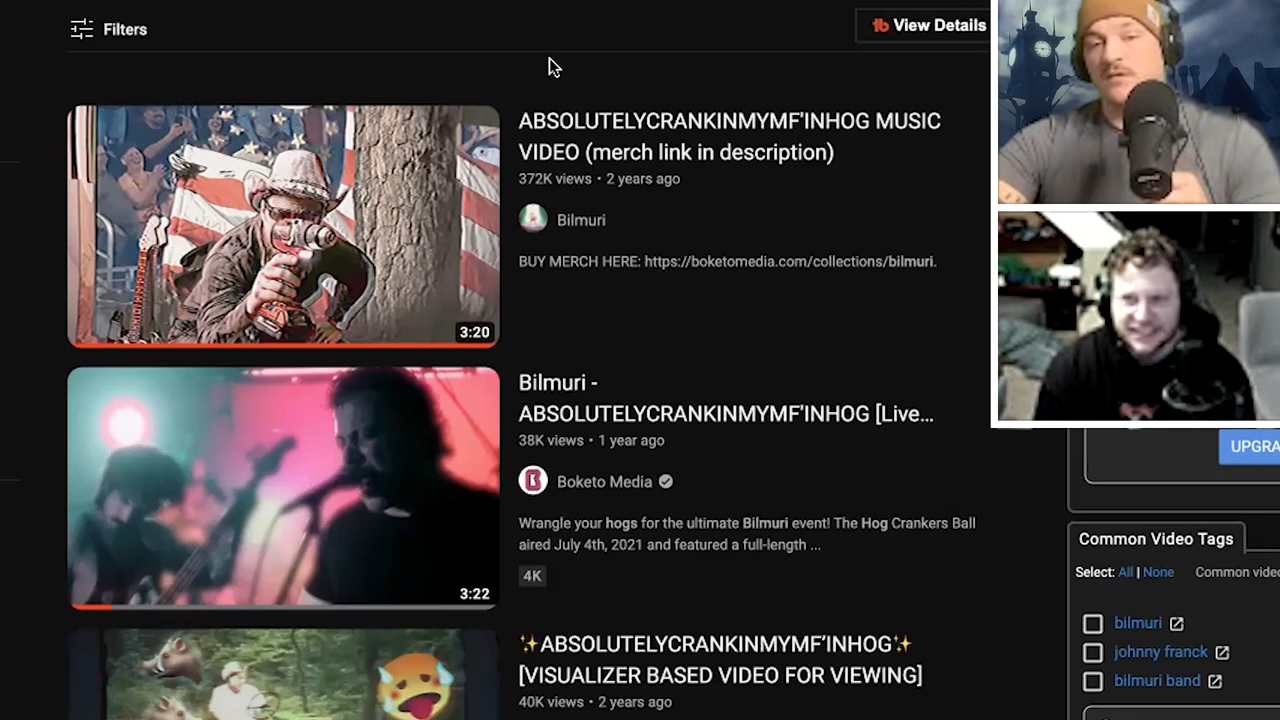 Filters
View Details
ABSOLUTELYCRANKINMYMF'INHOG MUSIC
VIDEO (merch link in description)
372K views • 2 years ago
Bilmuri
BUY MERCH HERE: https://boketomedia.com/collections/bilmuri.
3:20
Bilmuri -
ABSOLUTELYCRANKINMYMF'INHOG [Live...
38K views • 1 year ago
Boketo Media
Wrangle your hogs for the ultimate Bilmuri event! The Hog Crankers Ball
aired July 4th, 2021 and featured a full-length ...
4K
3:22
✨ABSOLUTELYCRANKINMYMF'INHOG✨
[VISUALIZER BASED VIDEO FOR VIEWING]
40K views • 2 years ago
UPGRA
Common Video Tags
Select: All | None Common video
bilmuri
johnny franck
bilmuri band